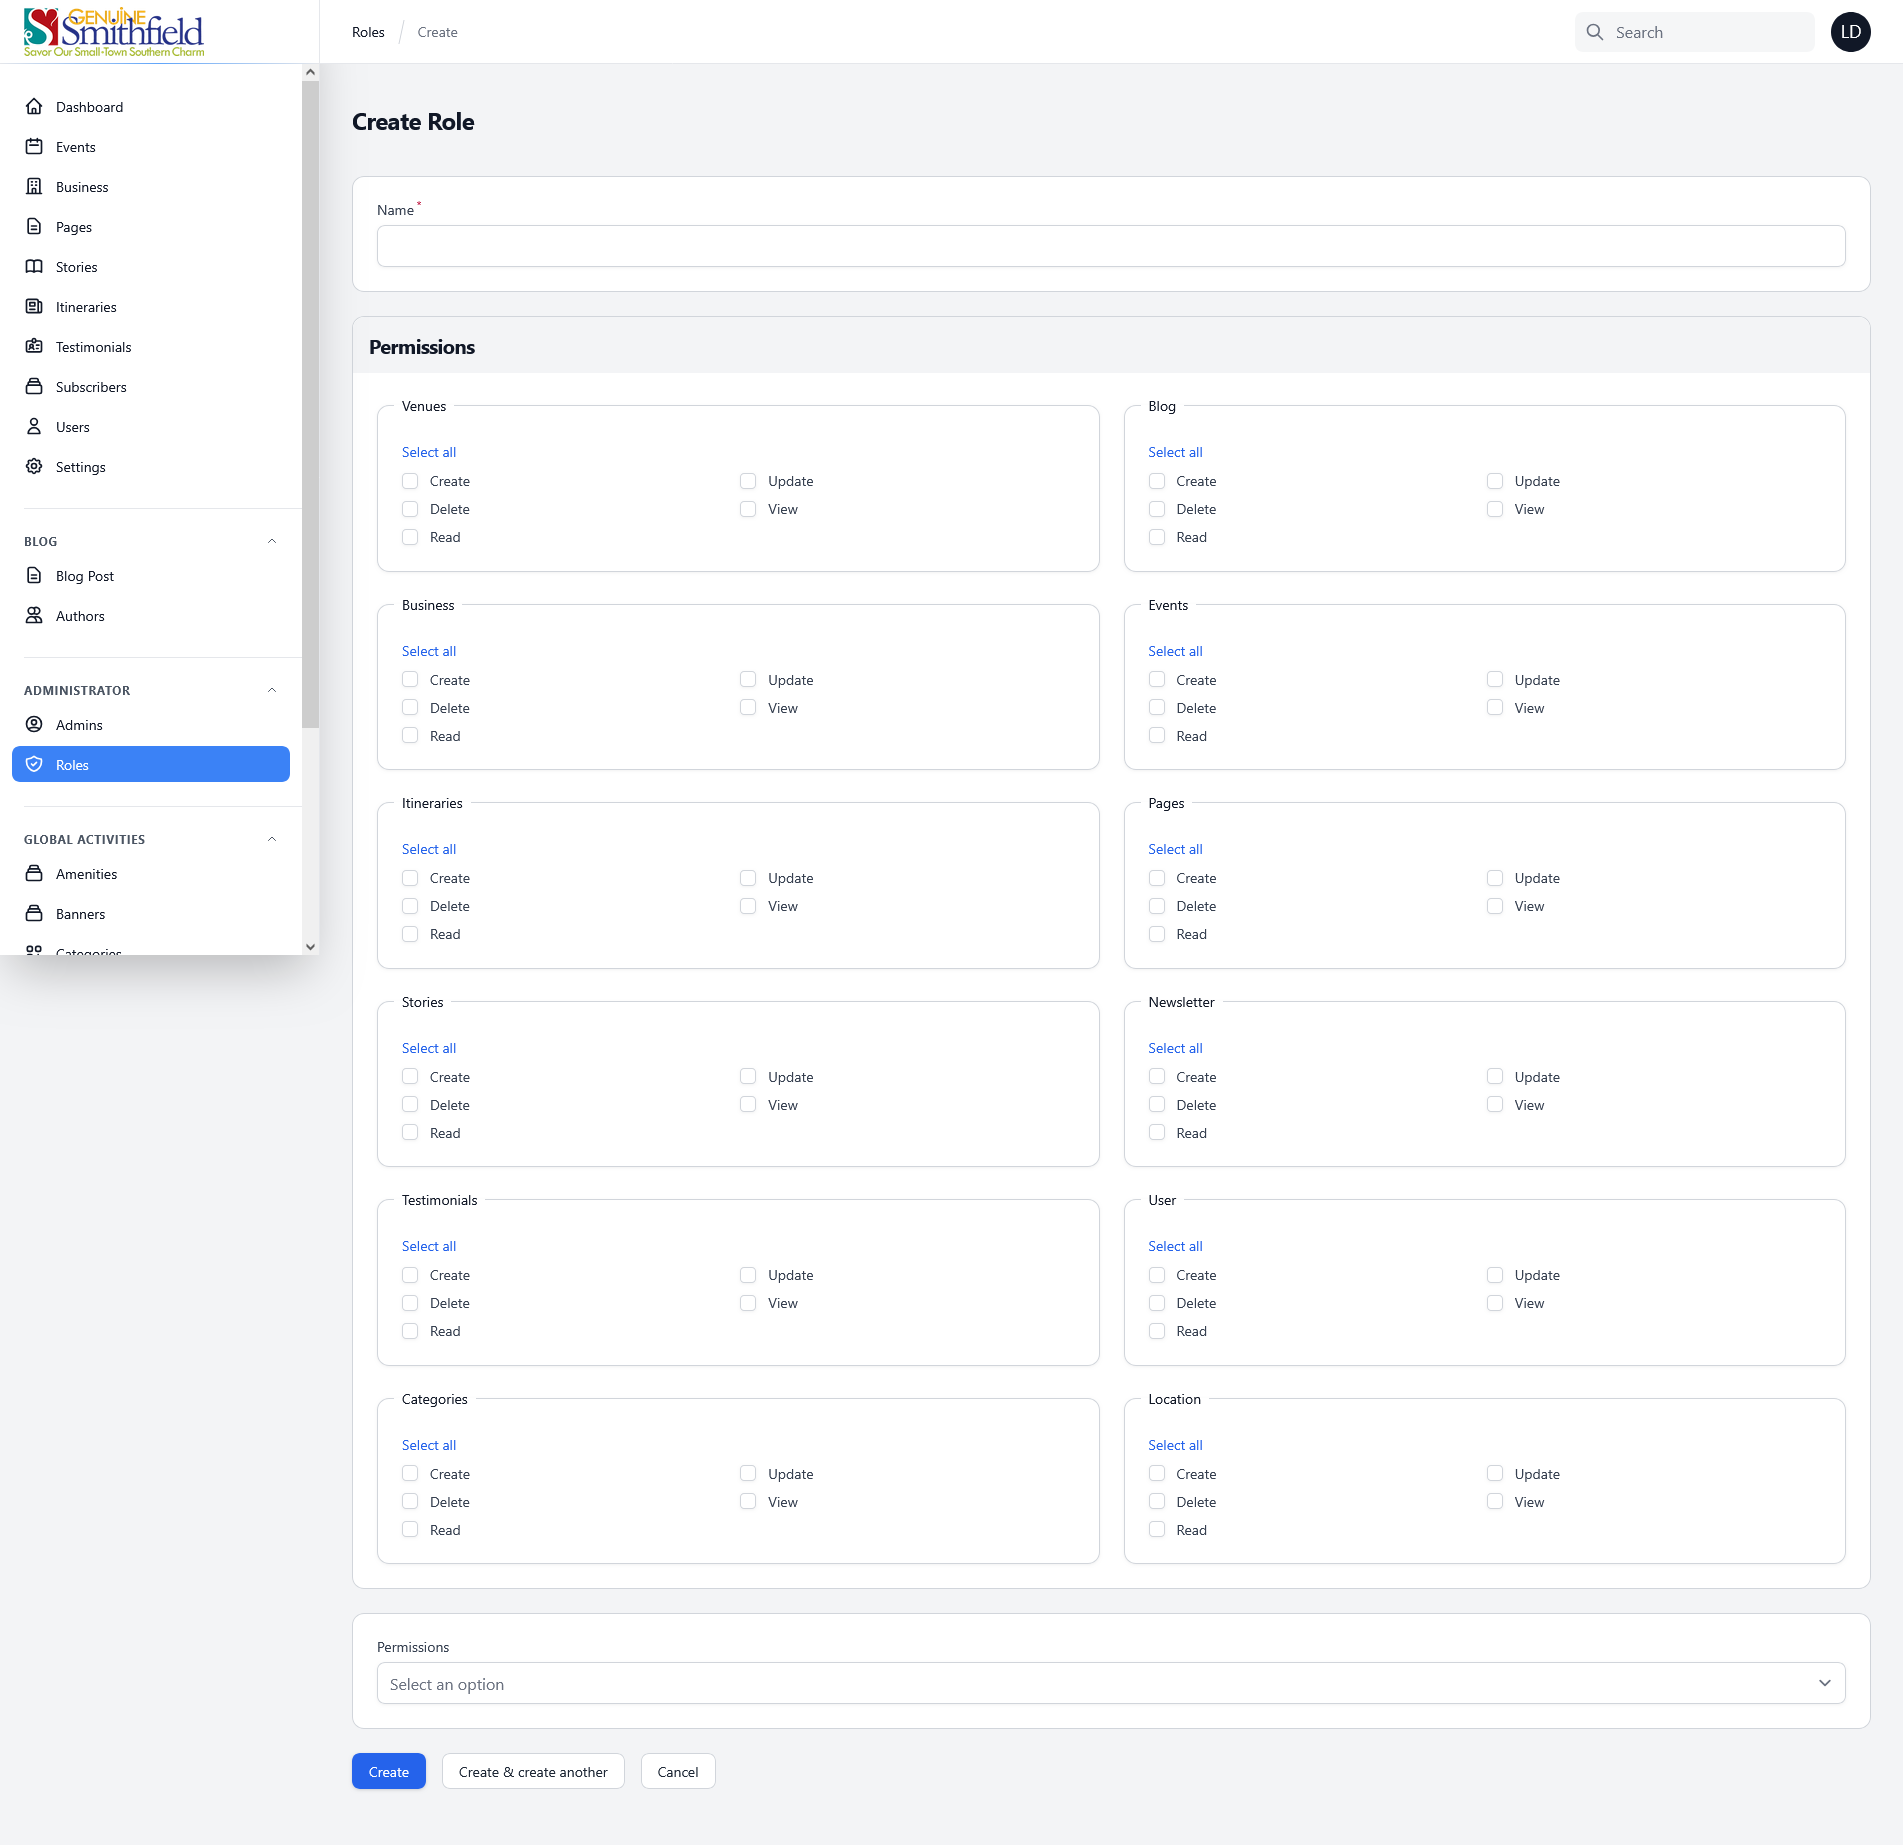 GENUINE
Smithfield
Savor Our Small-Town Southern Charm
Roles / Create
Search
LD
Dashboard
Events
Business
Pages
Stories
Itineraries
Testimonials
Subscribers
Users
Settings
BLOG
Blog Post
Authors
ADMINISTRATOR
Admins
Roles
GLOBAL ACTIVITIES
Amenities
Banners
Categories
Create Role
Name*
Permissions
Venues
Select all
Create Update
Delete View
Read
Blog
Select all
Create Update
Delete View
Read
Business
Select all
Create Update
Delete View
Read
Events
Select all
Create Update
Delete View
Read
Itineraries
Select all
Create Update
Delete View
Read
Pages
Select all
Create Update
Delete View
Read
Stories
Select all
Create Update
Delete View
Read
Newsletter
Select all
Create Update
Delete View
Read
Testimonials
Select all
Create Update
Delete View
Read
User
Select all
Create Update
Delete View
Read
Categories
Select all
Create Update
Delete View
Read
Location
Select all
Create Update
Delete View
Read
Permissions
Select an option
Create
Create & create another
Cancel